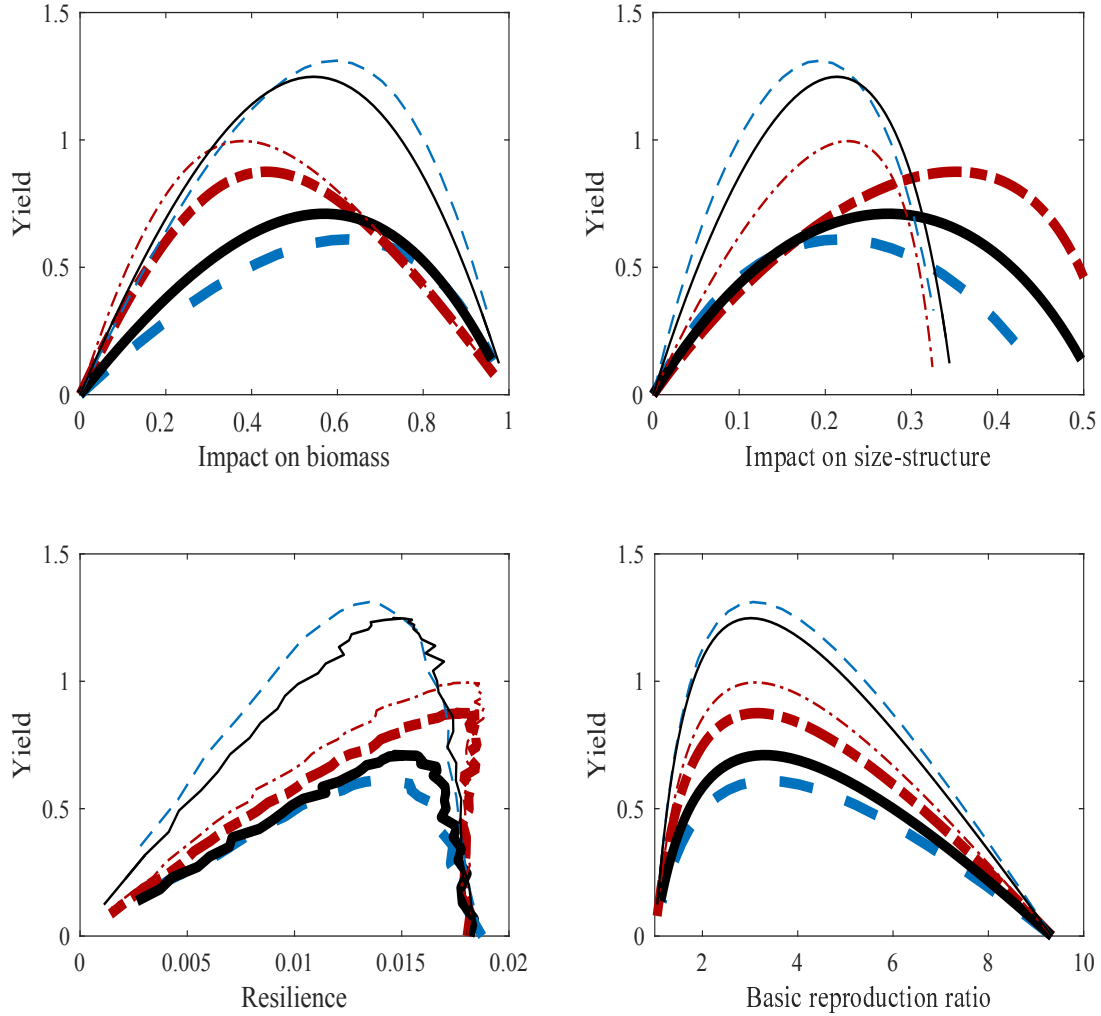 1.5
1
0.5
0
Yield
0 0.2 0.4 0.6 0.8 1
Impact on biomass
1.5
1
0.5
0
Yield
0 0.1 0.2 0.3 0.4 0.5
Impact on size-structure
1.5
1
0.5
0
Yield
0 0.005 0.01 0.015 0.02
Resilience
1.5
1
0.5
0
Yield
2 4 6 8 10
Basic reproduction ratio